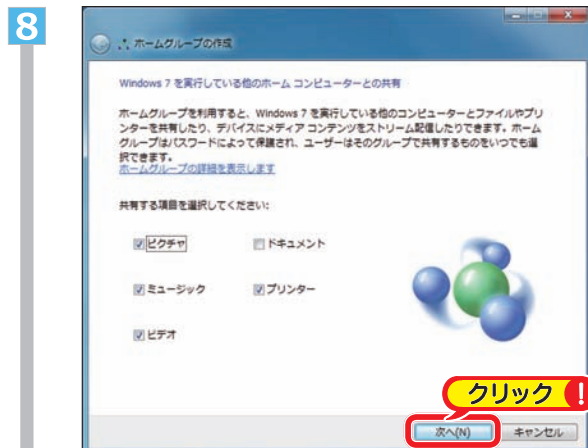 8
ホームグループの作成
Windows 7 を実行している他のホーム コンピューターとの共有
ホームグループを利用すると、Windows 7 を実行している他のコンピューターとファイルやプリ
ンターを共有したり、デバイスにメディア コンテンツをストリーム配信したりできます。ホーム
グループはパスワードによって保護され、ユーザーはそのグループで共有するものをいつでも選
択できます。
ホームグループの詳細を表示します
共有する項目を選択してください:
ピクチャ ドキュメント
ミュージック プリンター
ビデオ
クリック !
次へ(N) キャンセル